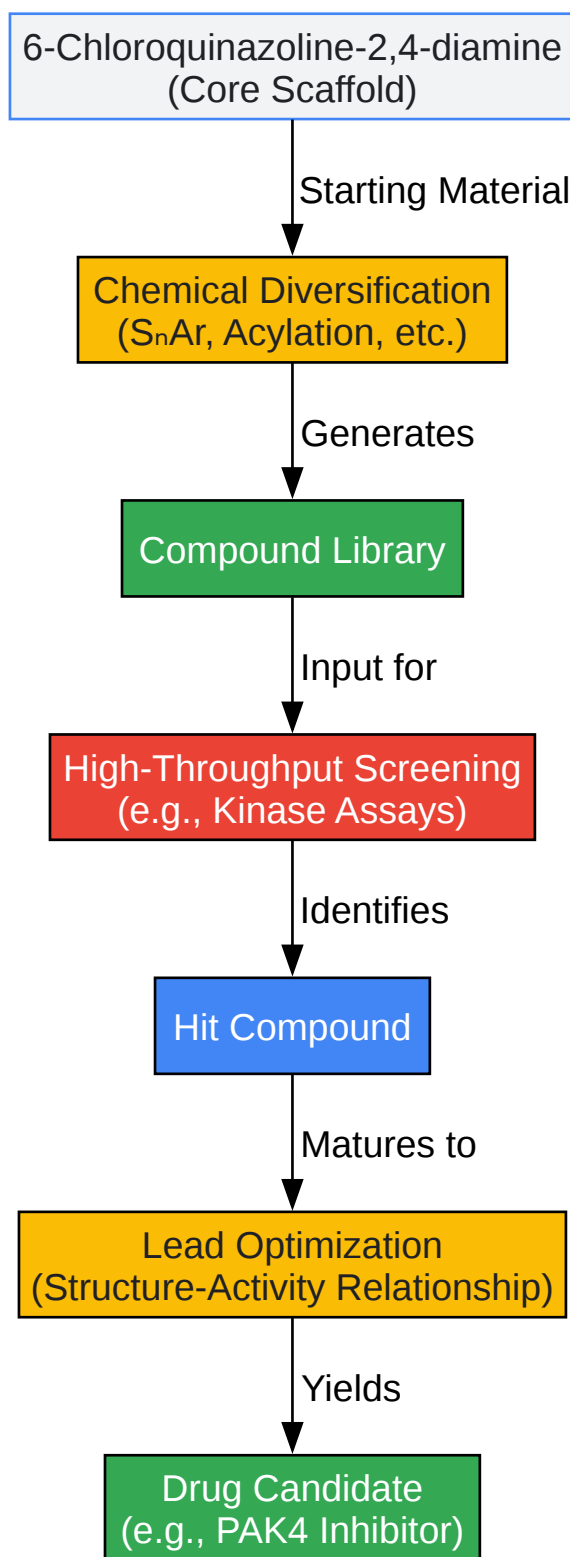 6-Chloroquinazoline-2,4-diamine
(Core Scaffold)
Starting Material
Chemical Diversification
(SₙAr, Acylation, etc.)
Generates
Compound Library
Input for
High-Throughput Screening
(e.g., Kinase Assays)
Identifies
Hit Compound
Matures to
Lead Optimization
(Structure-Activity Relationship)
Yields
Drug Candidate
(e.g., PAK4 Inhibitor)